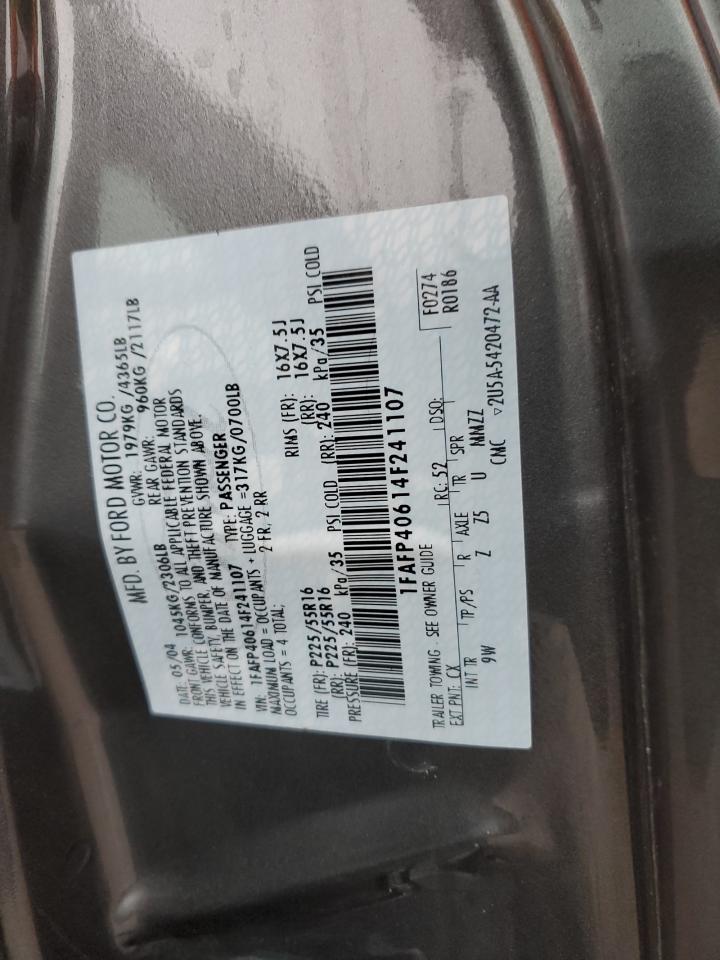 MFD. BY FORD MOTOR CO.
DATE: 05/04 GVWR: 1979KG /4365LB
FRONT GAWR: 1045KG/2306LB REAR GAWR: 960KG /2117LB
THIS VEHICLE CONFORMS TO ALL APPLICABLE FEDERAL MOTOR
VEHICLE SAFETY, BUMPER, AND THEFT PREVENTION STANDARDS
IN EFFECT ON THE DATE OF MANUFACTURE SHOWN ABOVE.
VIN: 1FAFP40614F241107 TYPE: PASSENGER
MAXIMUM LOAD = OCCUPANTS + LUGGAGE =317KG/0700LB
OCCUPANTS = 4 TOTAL; 2 FR, 2 RR
TIRE (FR): P225/55R16 RIMS (FR): 16X7.5J
(RR): P225/55R16 (RR): 16X7.5J
PRESSURE (FR): 240 kPa/35 PSI COLD (RR): 240 kPa/35 PSI COLD
1FAFP40614F241107
TRAILER TOWING - SEE OWNER GUIDE F0274
EXT PNT: CX RC: 52 DSO: R0186
INT TR TP/PS R AXLE TR SPR
9W Z Z5 U MMZZ
CMC ▽2U5A-5420472-AA